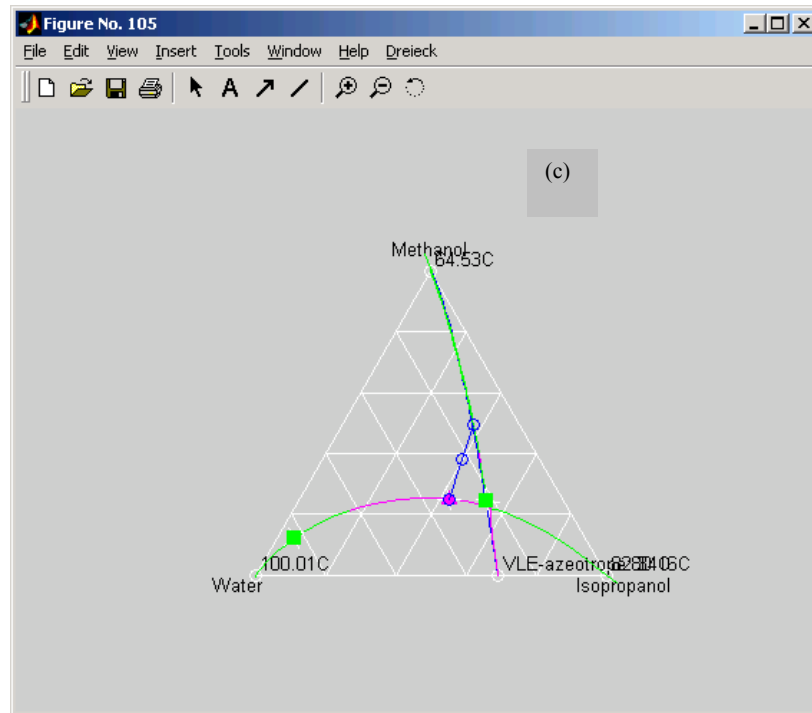 Figure No. 105
File Edit View Insert Tools Window Help Dreieck
A
(c)
Methanol
64.53C
100.01C
VLE-azeotrope
Water
Isopropanol